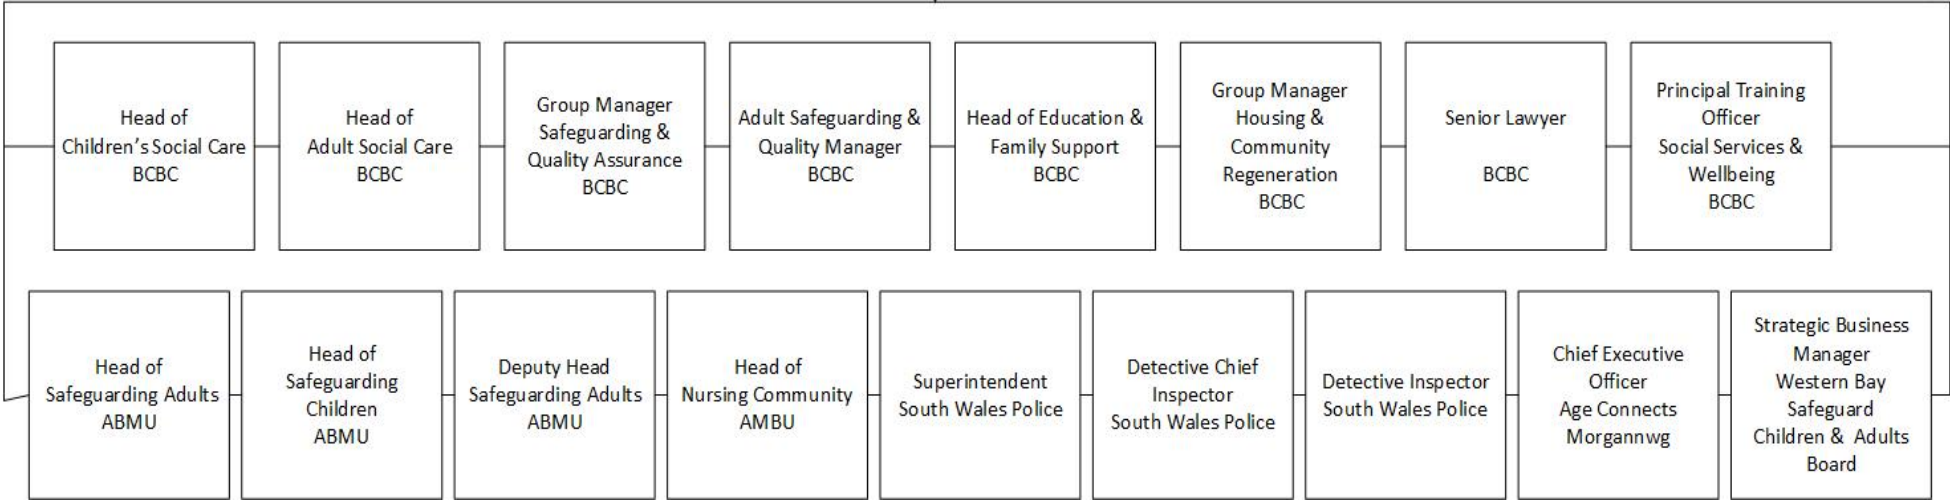 Head of
Children's Social Care
BCBC
Head of
Adult Social Care
BCBC
Group Manager
Safeguarding &
Quality Assurance
BCBC
Adult Safeguarding &
Quality Manager
BCBC
Head of Education &
Family Support
BCBC
Group Manager
Housing &
Community
Regeneration
BCBC
Senior Lawyer
BCBC
Principal Training
Officer
Social Services &
Wellbeing
BCBC
Head of
Safeguarding Adults
ABMU
Head of
Safeguarding
Children
ABMU
Deputy Head
Safeguarding Adults
ABMU
Head of
Nursing Community
AMBU
Superintendent
South Wales Police
Detective Chief
Inspector
South Wales Police
Detective Inspector
South Wales Police
Chief Executive
Officer
Age Connects
Morgannwg
Strategic Business
Manager
Western Bay
Safeguard
Children & Adults
Board